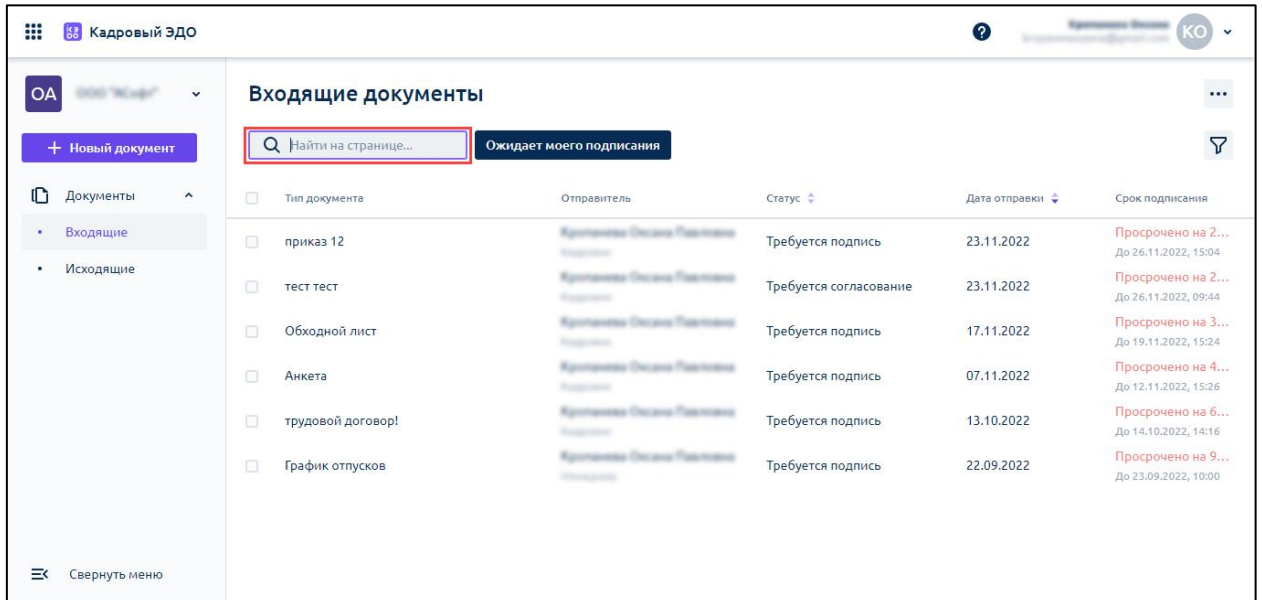 КЭДО Кадровый ЭДО ? КО
ОА
Входящие документы
+ Новый документ
Найти на странице... Ожидает моего подписания
Документы
Входящие
Исходящие
Тип документа Отправитель Статус Дата отправки Срок подписания
приказ 12 Требуется подпись 23.11.2022 Просрочено на 2...
До 26.11.2022, 15:04
тест тест Требуется согласование 23.11.2022 Просрочено на 2...
До 26.11.2022, 09:44
Обходной лист Требуется подпись 17.11.2022 Просрочено на 3...
До 19.11.2022, 15:24
Анкета Требуется подпись 07.11.2022 Просрочено на 4...
До 12.11.2022, 15:26
трудовой договор! Требуется подпись 13.10.2022 Просрочено на 6...
До 14.10.2022, 14:16
График отпусков Требуется подпись 22.09.2022 Просрочено на 9...
До 23.09.2022, 10:00
Свернуть меню